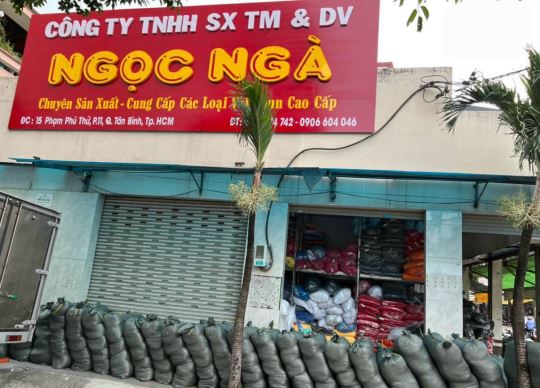 CÔNG TY TNHH SX TM & DV
NGỌC NGÀ
Chuyên Sản Xuất - Cung Cấp Các Loại Cao Cấp
ĐC : 15 Phạm Phú Thứ, P.11, Q. Tân Bình, Tp. HCM
ĐT: 742 - 0906 604 046